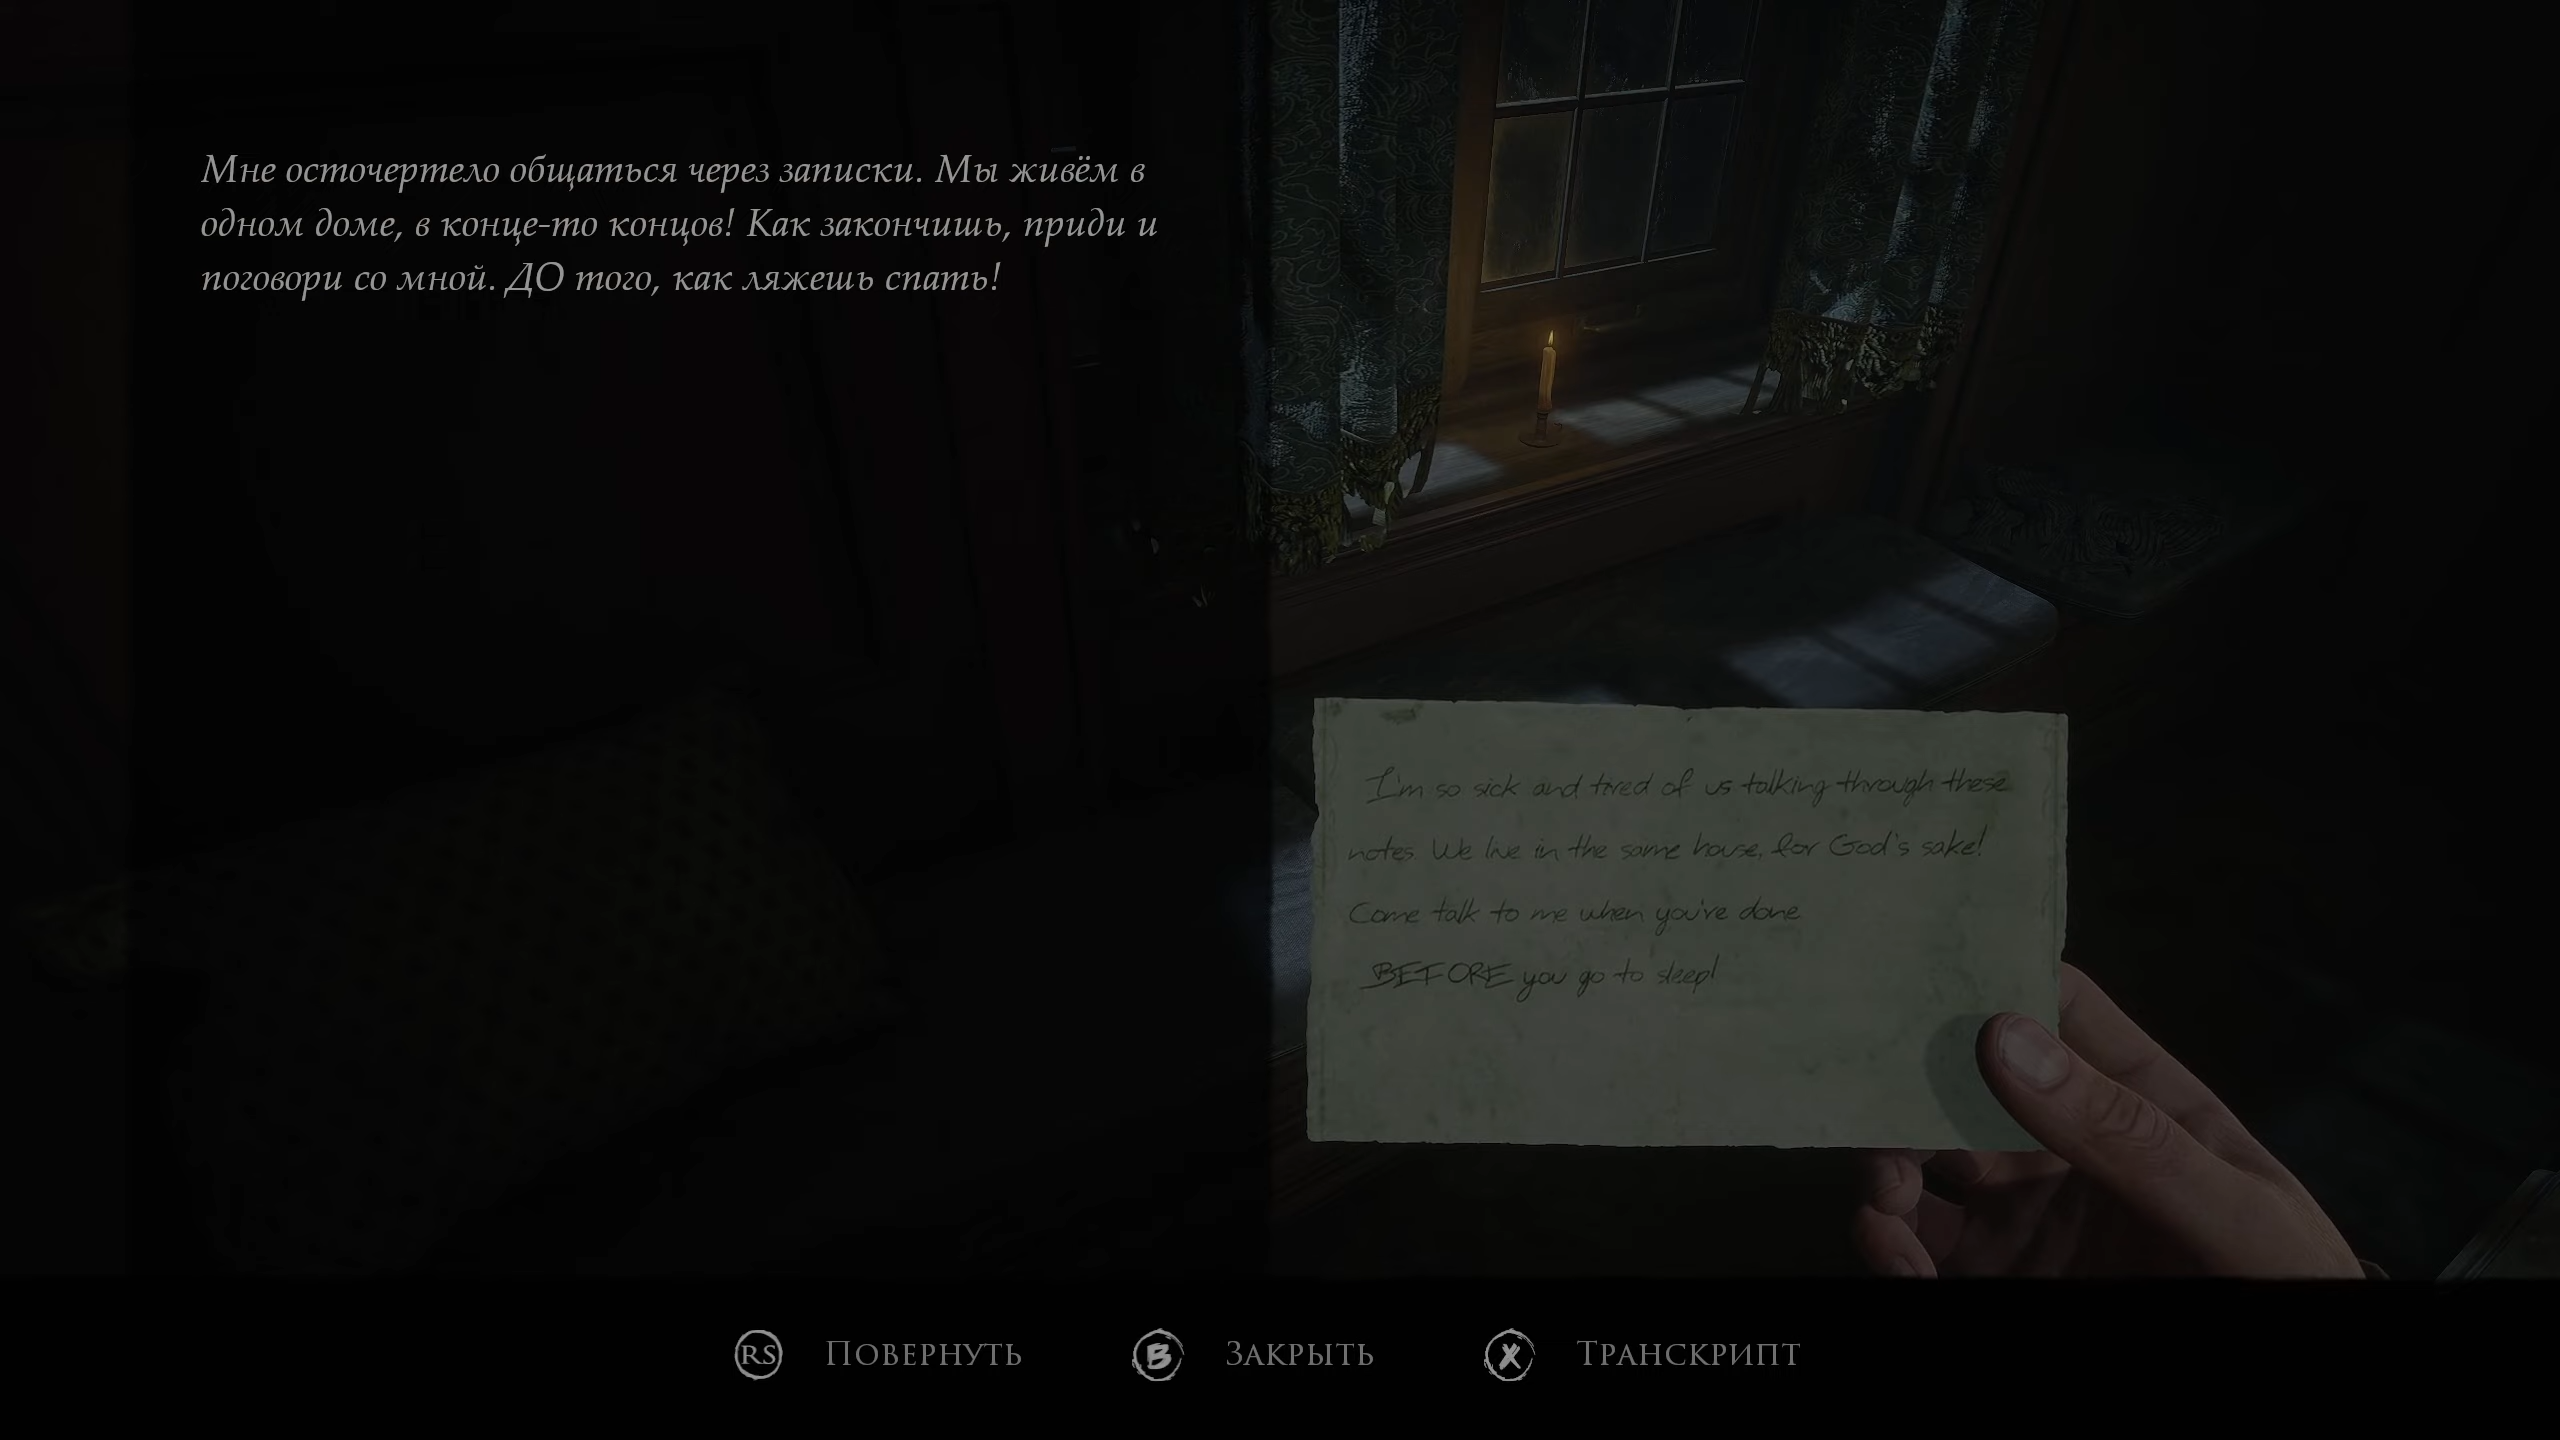 Мне осточертело общаться через записки. Мы живём в
одном доме, в конце-то концов! Как закончишь, приди и
поговори со мной. ДО того, как ляжешь спать!
I'm so sick and tired of us talking through these
notes. We live in the same house, for God's sake!
Come talk to me when you're done.
BEFORE you go to sleep!
RS Повернуть B Закрыть X Транскрипт